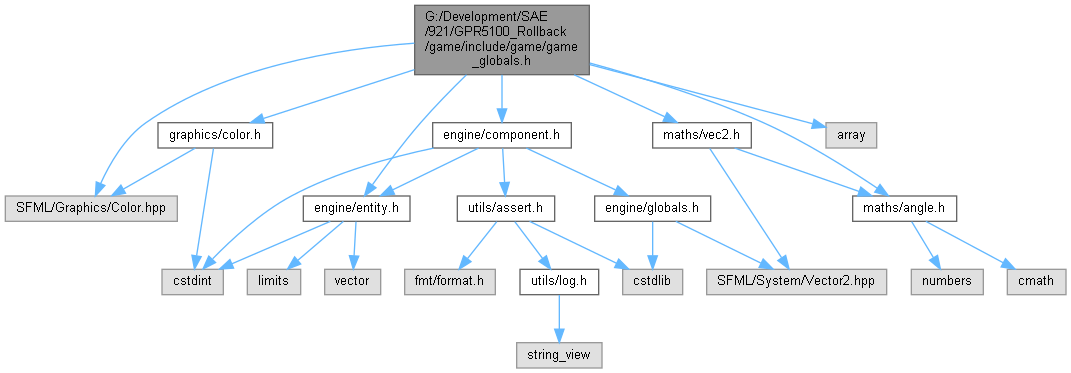 G:/Development/SAE
/921/GPR5100_Rollback
/game/include/game/game
_globals.h
graphics/color.h
engine/component.h
maths/vec2.h
array
SFML/Graphics/Color.hpp
engine/entity.h
utils/assert.h
engine/globals.h
maths/angle.h
cstdint
limits
vector
fmt/format.h
utils/log.h
cstdlib
SFML/System/Vector2.hpp
numbers
cmath
string_view